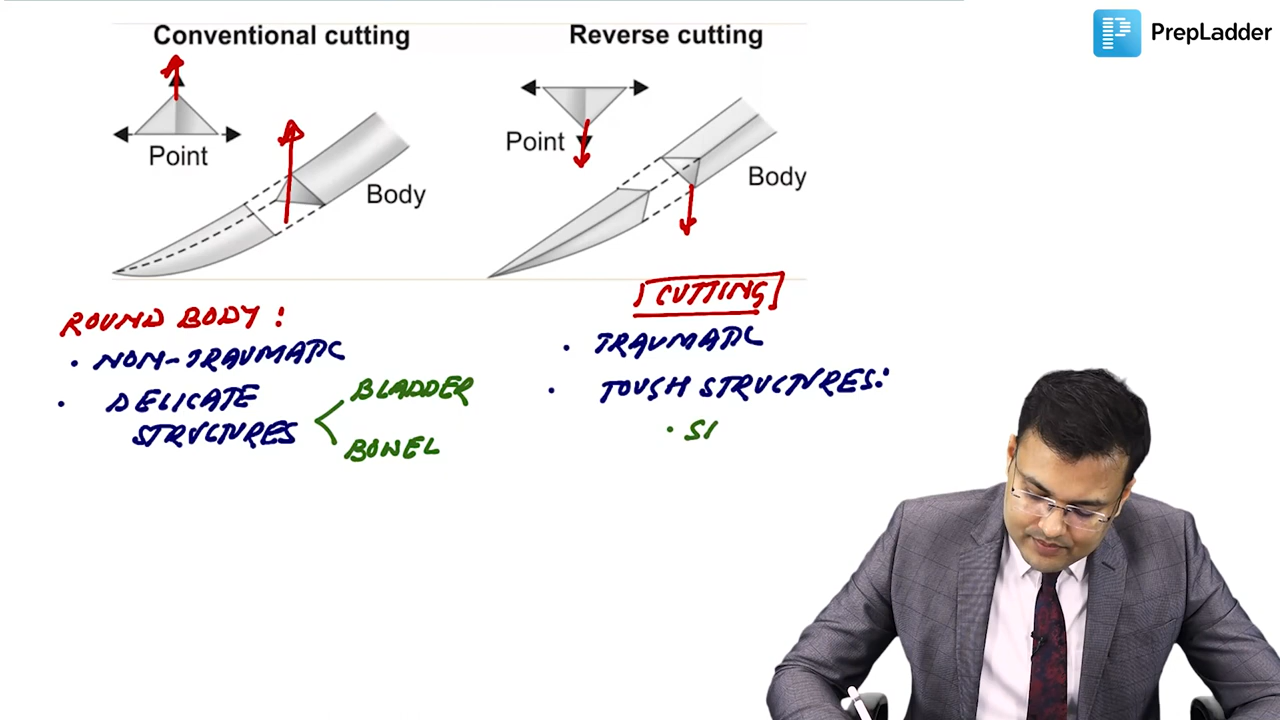 Conventional cutting
Reverse cutting
PrepLadder
Point
Body
Point
Body
ROUND BODY:
• NON-TRAUMATIC
• DELICATE
STRUCTURES
BLADDER
BOWEL
CUTTING
• TRAUMATIC
• TOUGH STRUCTURES:
• SI